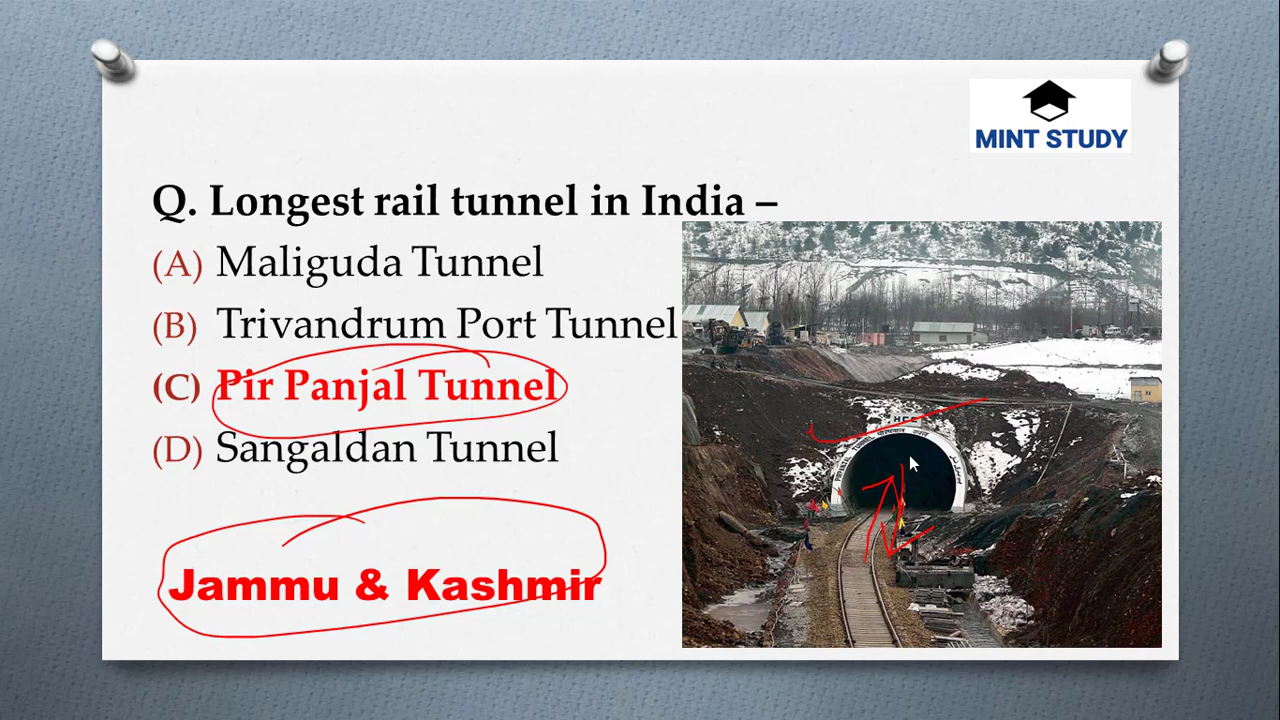 MINT STUDY
Q. Longest rail tunnel in India –
(A) Maliguda Tunnel
(B) Trivandrum Port Tunnel
(C) Pir Panjal Tunnel
(D) Sangaldan Tunnel
Jammu & Kashmir